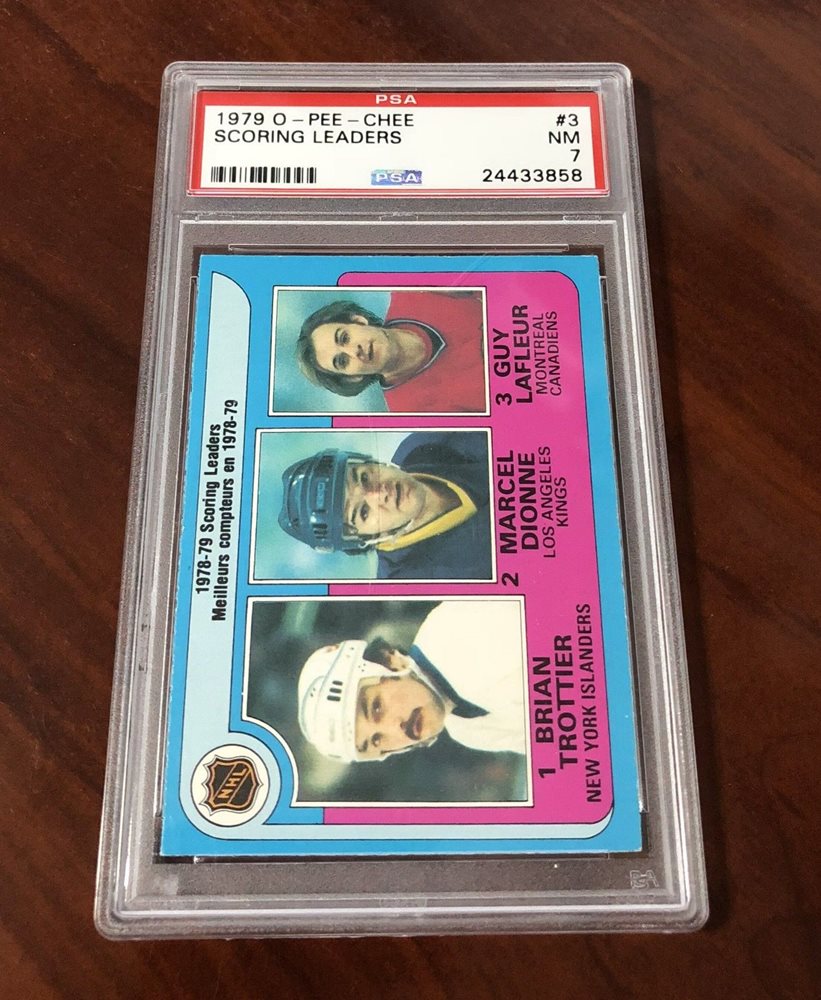 PSA
1979 O-PEE-CHEE #3
SCORING LEADERS NM
7
PSA 24433858
1978-79 Scoring Leaders
Meilleurs compteurs en 1978-79
NHL
1 BRIAN
TROTTIER
NEW YORK ISLANDERS
2 MARCEL
DIONNE
LOS ANGELES
KINGS
3 GUY
LAFLEUR
MONTREAL
CANADIENS